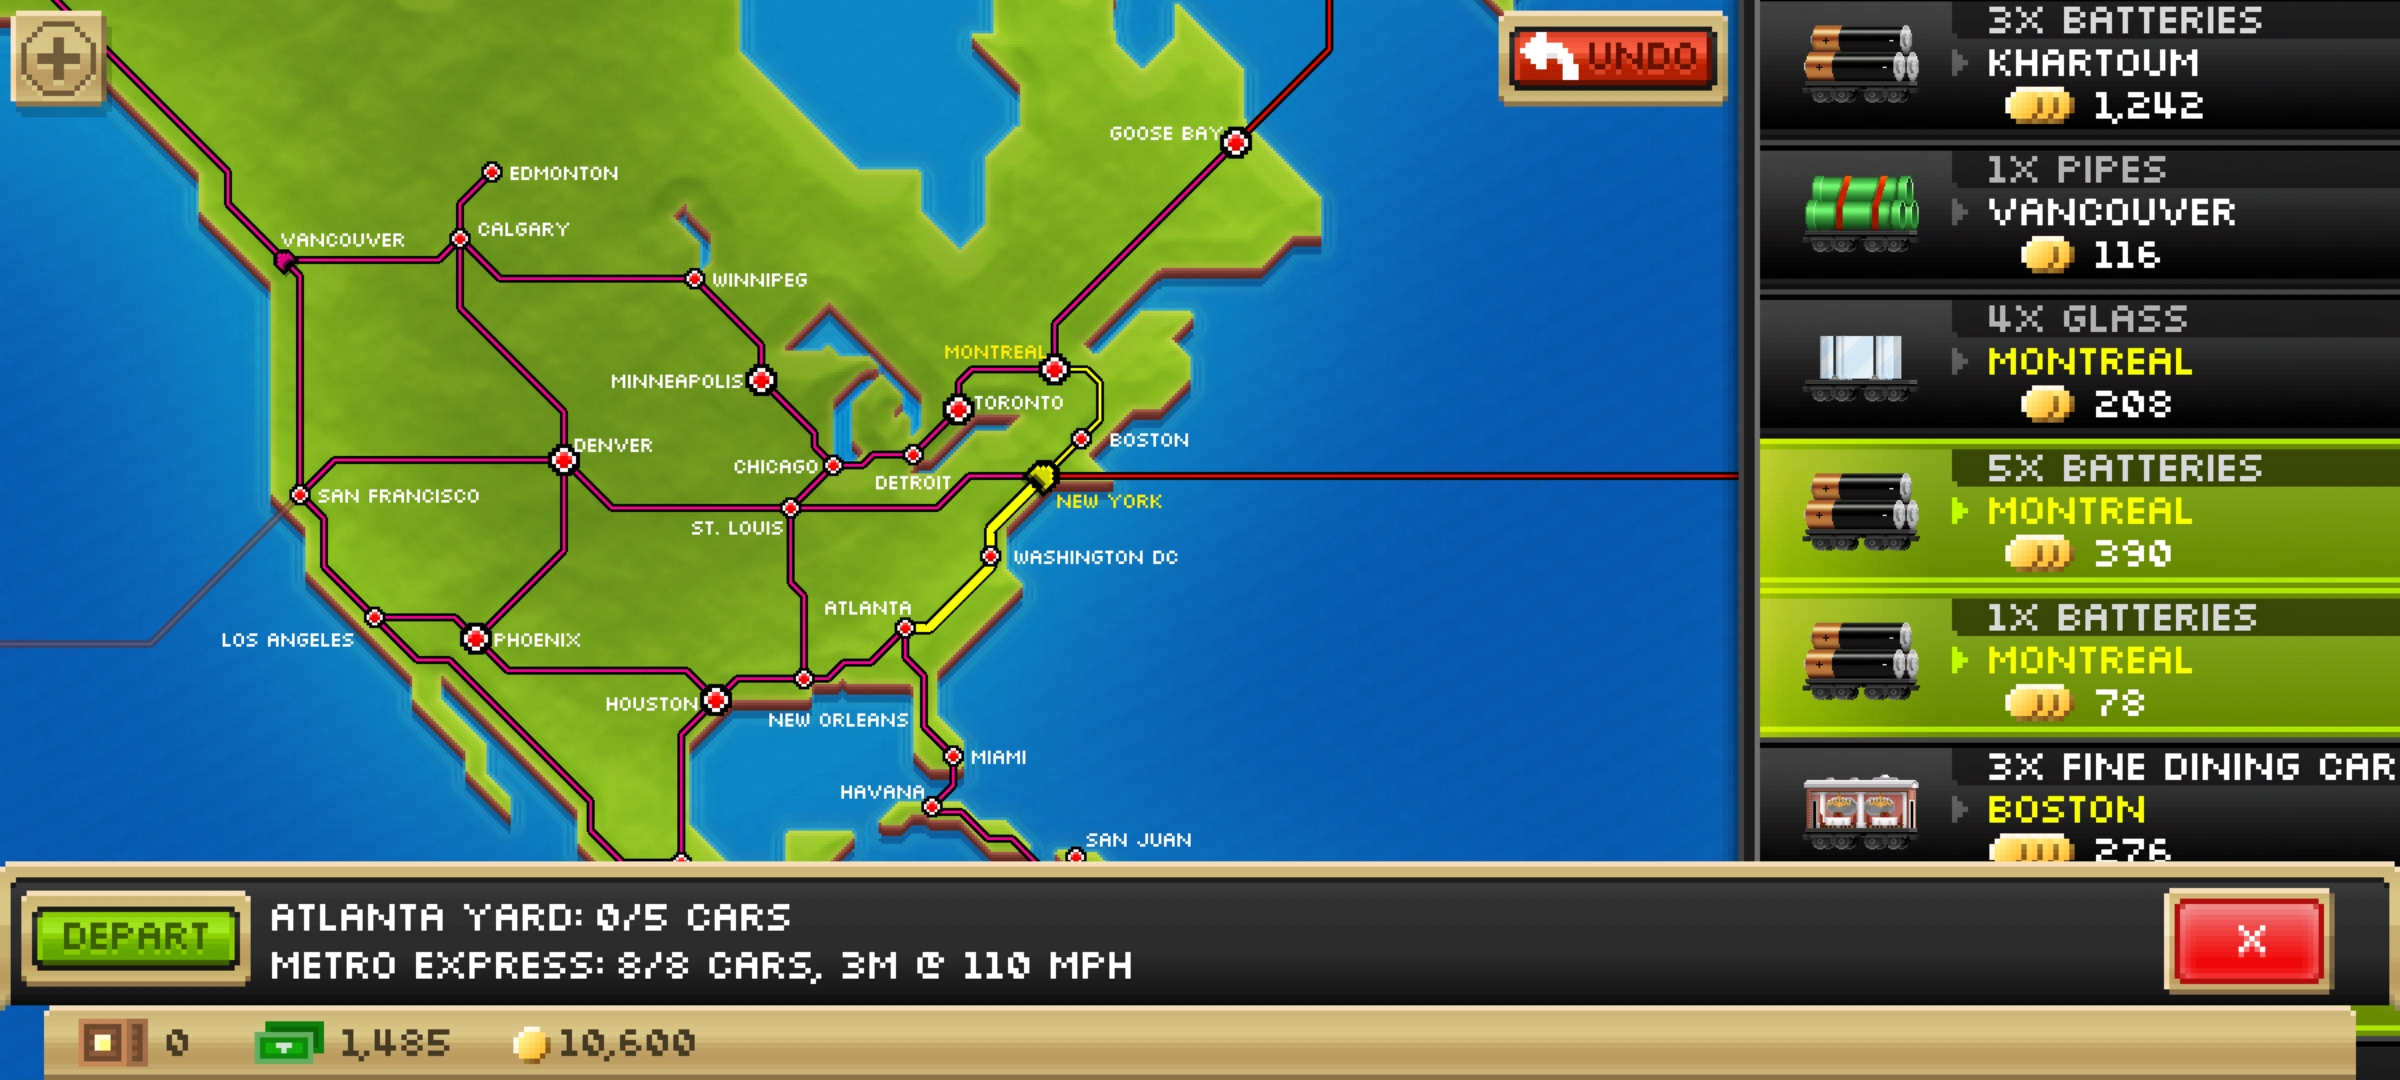 UNDO
GOOSE BAY
EDMONTON
CALGARY
VANCOUVER
WINNIPEG
MONTREAL
MINNEAPOLIS
TORONTO
BOSTON
DENVER
CHICAGO
DETROIT
SAN FRANCISCO
NEW YORK
ST. LOUIS
WASHINGTON DC
ATLANTA
LOS ANGELES
PHOENIX
HOUSTON
NEW ORLEANS
MIAMI
HAVANA
SAN JUAN
3X BATTERIES
KHARTOUM
1,242
1X PIPES
VANCOUVER
116
4X GLASS
MONTREAL
208
5X BATTERIES
MONTREAL
390
1X BATTERIES
MONTREAL
78
3X FINE DINING CAR
BOSTON
276
DEPART
ATLANTA YARD: 0/5 CARS
METRO EXPRESS: 8/8 CARS, 3M @ 110 MPH
X
0
1,485
10,600